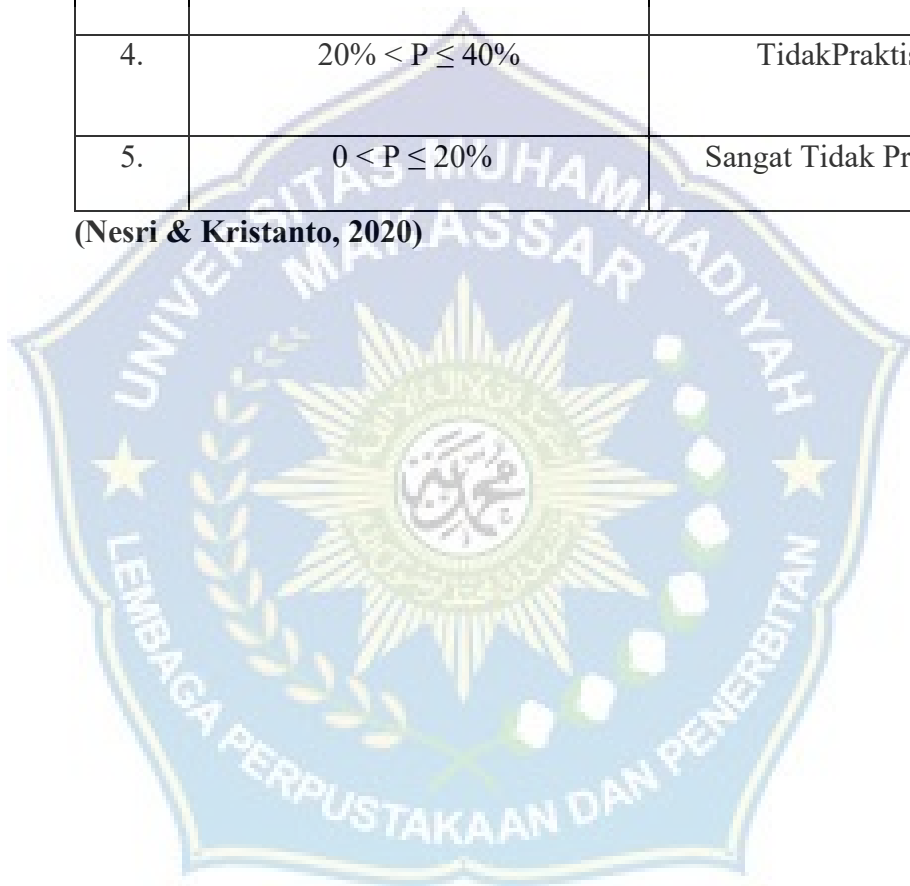 4. 20% < P ≤ 40% TidakPraktis
5. 0 < P ≤ 20% Sangat Tidak Pr
(Nesri & Kristanto, 2020)
UNIVERSITAS MUHAMMADIYAH
MAKASSAR
LEMBAGA PERPUSTAKAAN DAN PENERBITAN